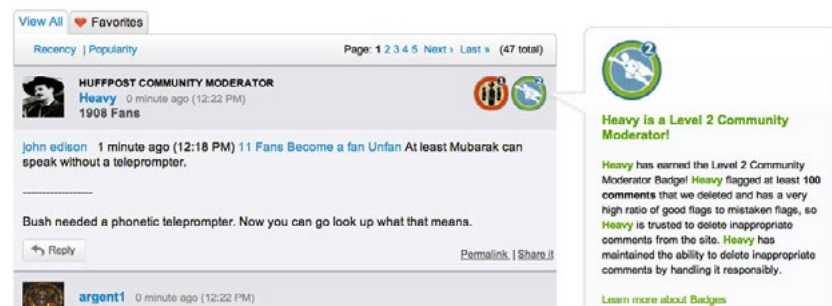 View All Favorites
Recency | Popularity Page: 1 2 3 4 5 Next › Last » (47 total)
HUFFPOST COMMUNITY MODERATOR
Heavy 0 minute ago (12:22 PM)
1908 Fans
john edison 1 minute ago (12:18 PM) 11 Fans Become a fan Unfan At least Mubarak can
speak without a teleprompter.
------------------
Bush needed a phonetic teleprompter. Now you can go look up what that means.
Reply
Permalink | Share it
argent1 0 minute ago (12:22 PM)
1
2
2
Heavy is a Level 2 Community
Moderator!
Heavy has earned the Level 2 Community
Moderator Badge! Heavy flagged at least 100
comments that we deleted and has a very
high ratio of good flags to mistaken flags, so
Heavy is trusted to delete inappropriate
comments from the site. Heavy has
maintained the ability to delete inappropriate
comments by handling it responsibly.
Learn more about Badges